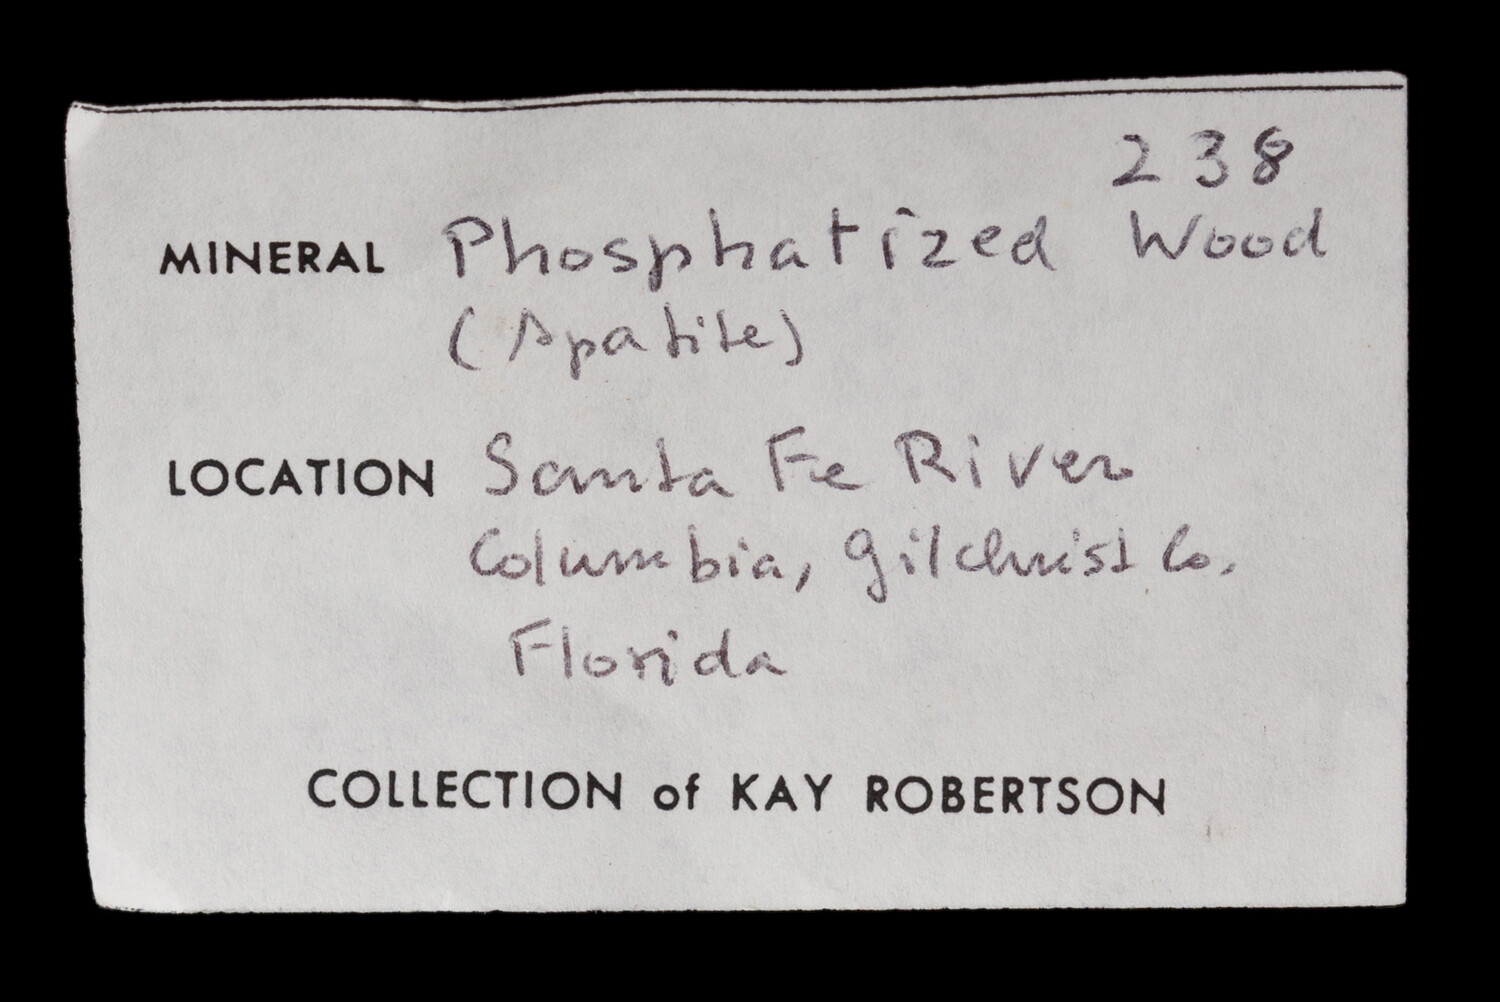 238
MINERAL Phosphatized Wood
(Apatite)
LOCATION Santa Fe River
Columbia, Gilchrist Co.
Florida
COLLECTION of KAY ROBERTSON